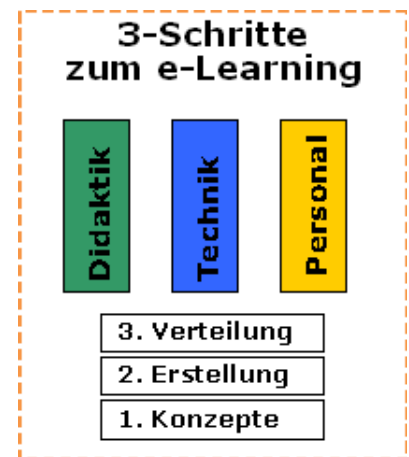 3-Schritte
zum e-Learning
Didaktik
Technik
Personal
3. Verteilung
2. Erstellung
1. Konzepte